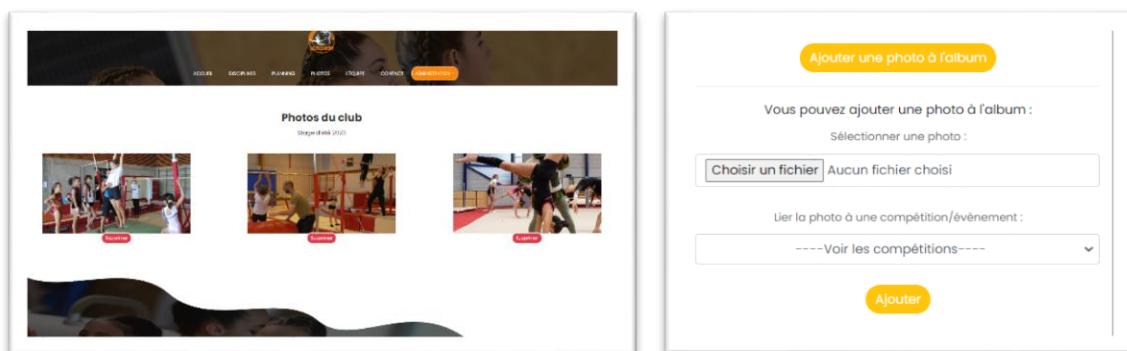 ACCUEIL DISCIPLINES PLANNING PHOTOS L'ÉQUIPE CONTACT
Photos du club
Stage d'été 2023
Supprimer Supprimer Supprimer
Ajouter une photo à l'album
Vous pouvez ajouter une photo à l'album :
Sélectionner une photo :
Choisir un fichier Aucun fichier choisi
Lier la photo à une compétition/évènement :
----Voir les compétitions----
Ajouter